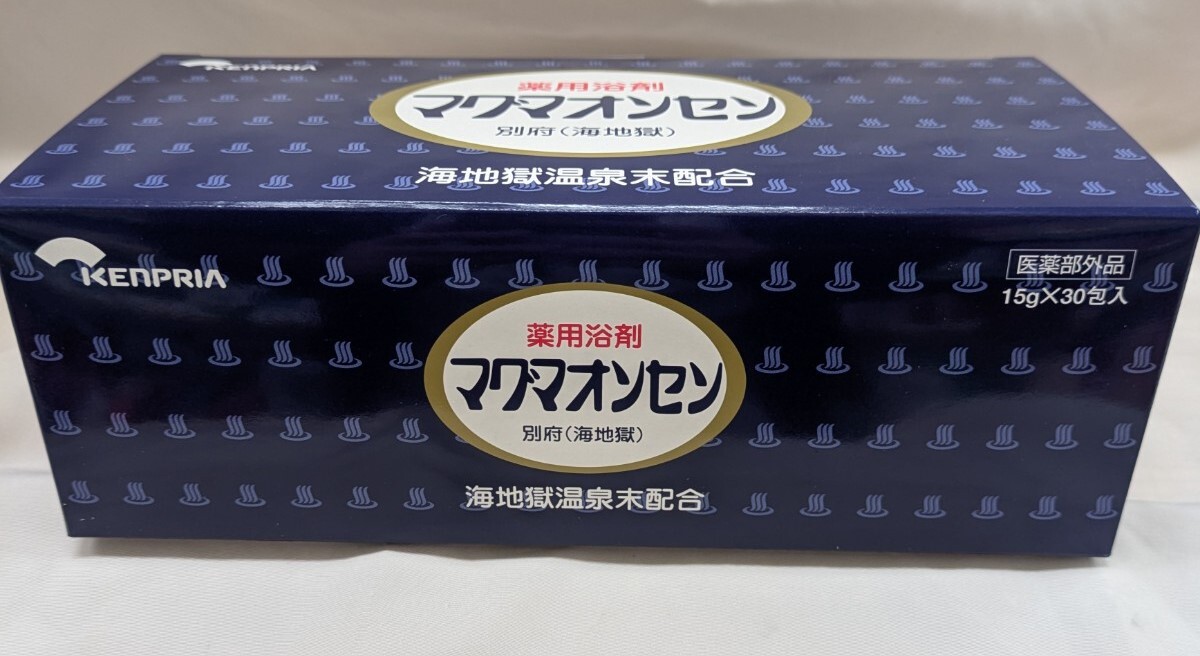 KENPRIA
薬用浴剤
マグマオンセン
別府(海地獄)
海地獄温泉末配合
KENPRIA
医薬部外品
15g×30包入
薬用浴剤
マグマオンセン
別府(海地獄)
海地獄温泉末配合